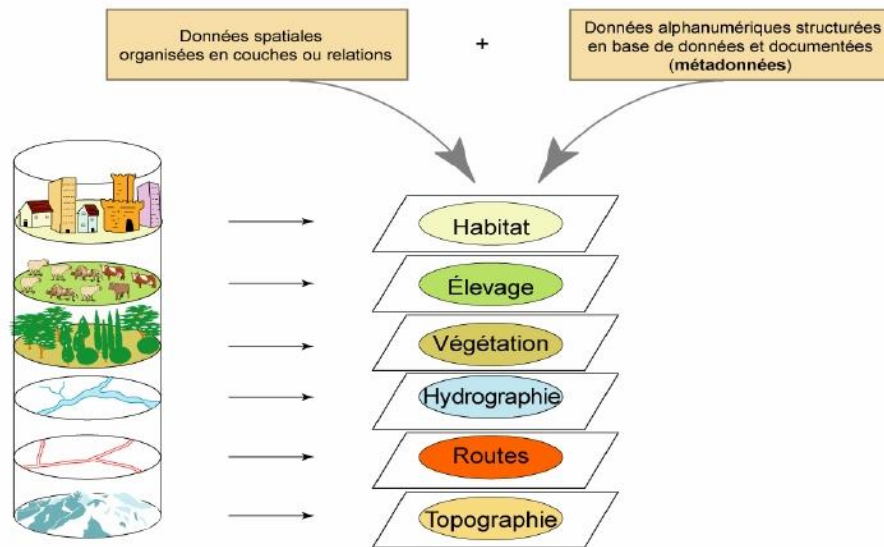 Données spatiales
organisées en couches ou relations
+
Données alphanumériques structurées
en base de données et documentées
(métadonnées)
Habitat
Élevage
Végétation
Hydrographie
Routes
Topographie